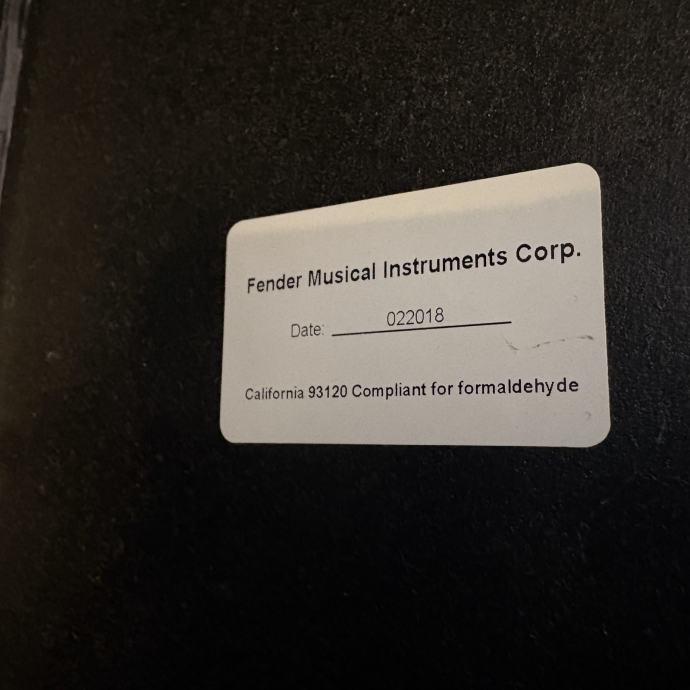 Fender Musical Instruments Corp.
Date: 022018
California 93120 Compliant for formaldehyde